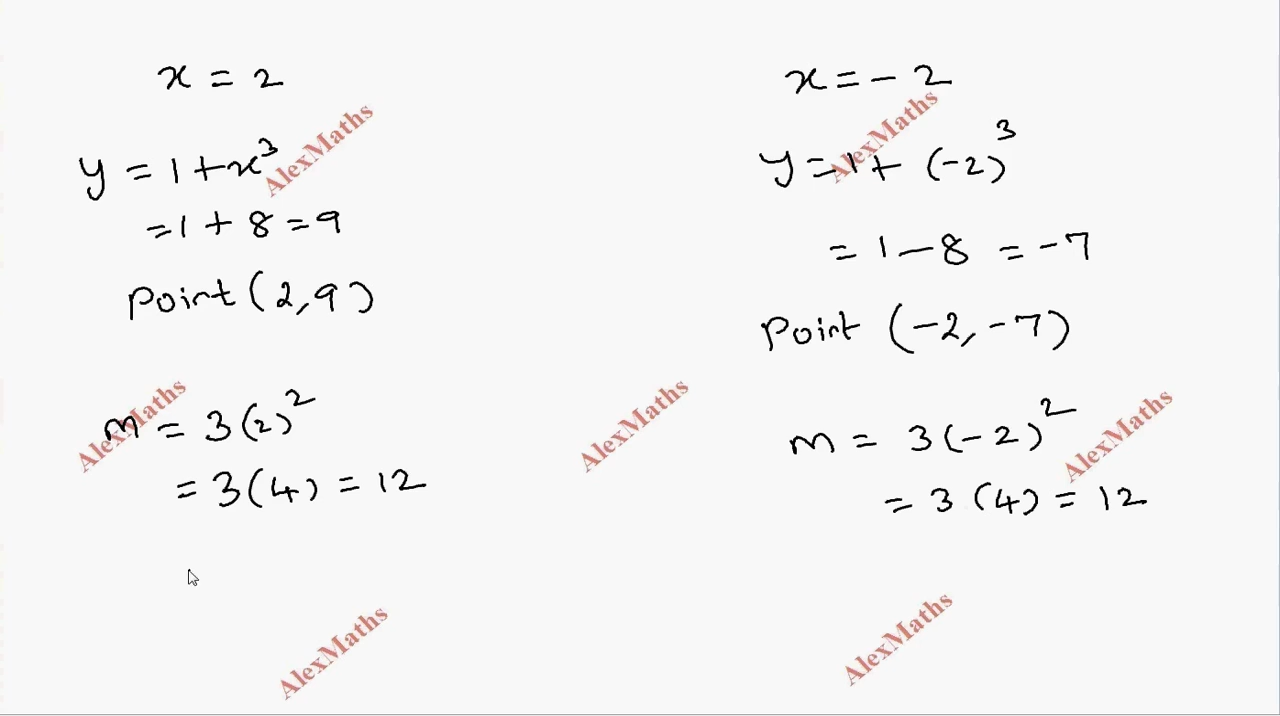 x = 2
y = 1 + x³
= 1 + 8 = 9
Point (2, 9)
m = 3(2)²
= 3(4) = 12
x = - 2
y = 1 + (-2)³
= 1 - 8 = -7
Point (-2, -7)
m = 3(-2)²
= 3(4) = 12
AlexMaths
AlexMaths
AlexMaths
AlexMaths
AlexMaths
AlexMaths
AlexMaths